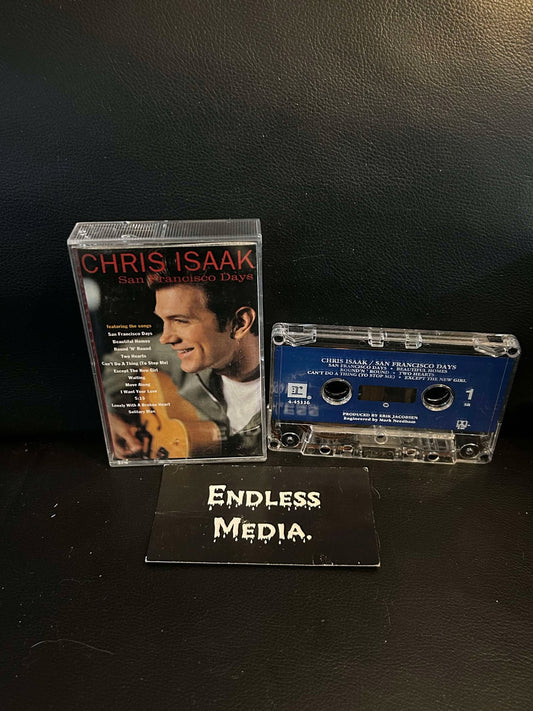 CHRIS ISAAK
San Francisco Days
featuring the songs
San Francisco Days
Beautiful Homes
Round 'N' Round
Two Hearts
Can't Do A Thing (To Stop Me)
Except The New Girl
Waiting
Move Along
I Want Your Love
5:15
Lonely With A Broken Heart
Solitary Man
CHRIS ISAAK / SAN FRANCISCO DAYS
SAN FRANCISCO DAYS • BEAUTIFUL HOMES
ROUND'N'ROUND • TWO HEARTS
CAN'T DO A THING (TO STOP ME) • EXCEPT THE NEW GIRL
4-45116
1
PRODUCED BY ERIK JACOBSEN
Engineered by Mark Needham
ENDLESS
MEDIA.